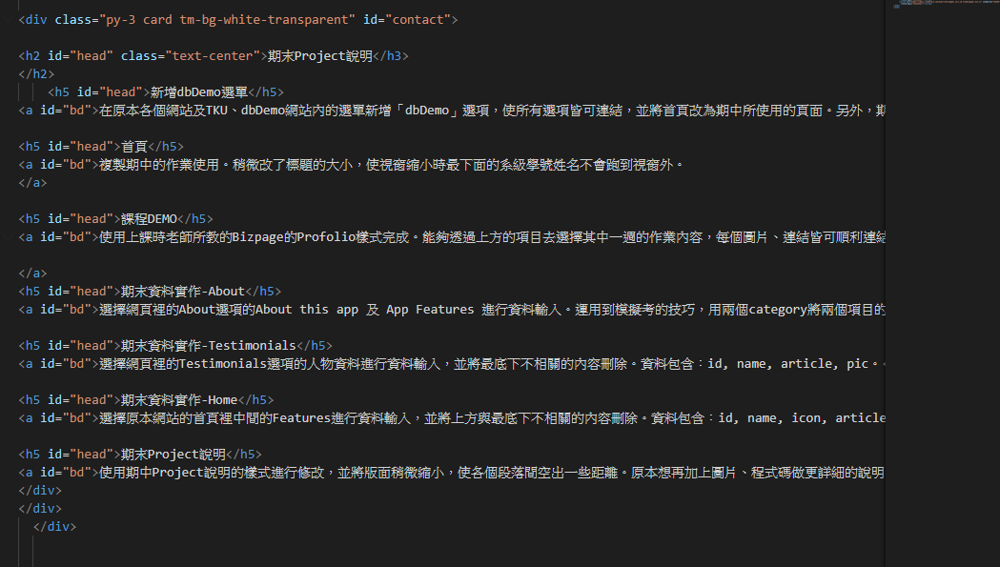 <div class="py-3 card tm-bg-white-transparent" id="contact">
<h2 id="head" class="text-center">期末Project說明</h3>
</h2>
<h5 id="head">新增dbDemo選單</h5>
<a id="bd">在原本各個網站及TKU、dbDemo網站內的選單新增「dbDemo」選項，使所有選項皆可連結，並將首頁改為期中所使用的頁面。另外，期
<h5 id="head">首頁</h5>
<a id="bd">複製期中的作業使用。稍微改了標題的大小，使視窗縮小時最下面的系級學號姓名不會跑到視窗外。
</a>
<h5 id="head">課程DEMO</h5>
<a id="bd">使用上課時老師所教的Bizpage的Profolio樣式完成。能夠透過上方的項目去選擇其中一週的作業內容，每個圖片、連結皆可順利連結
</a>
<h5 id="head">期末資料實作-About</h5>
<a id="bd">選擇網頁裡的About選項的About this app 及 App Features 進行資料輸入。運用到模擬考的技巧，用兩個category將兩個項目的
<h5 id="head">期末資料實作-Testimonials</h5>
<a id="bd">選擇網頁裡的Testimonials選項的人物資料進行資料輸入，並將最底下不相關的內容刪除。資料包含：id, name, article, pic。<
<h5 id="head">期末資料實作-Home</h5>
<a id="bd">選擇原本網站的首頁裡中間的Features進行資料輸入，並將上方與最底下不相關的內容刪除。資料包含：id, name, icon, article
<h5 id="head">期末Project說明</h5>
<a id="bd">使用期中Project說明的樣式進行修改，並將版面稍微縮小，使各個段落間空出一些距離。原本想再加上圖片、程式碼做更詳細的說明
</div>
</div>
</div>